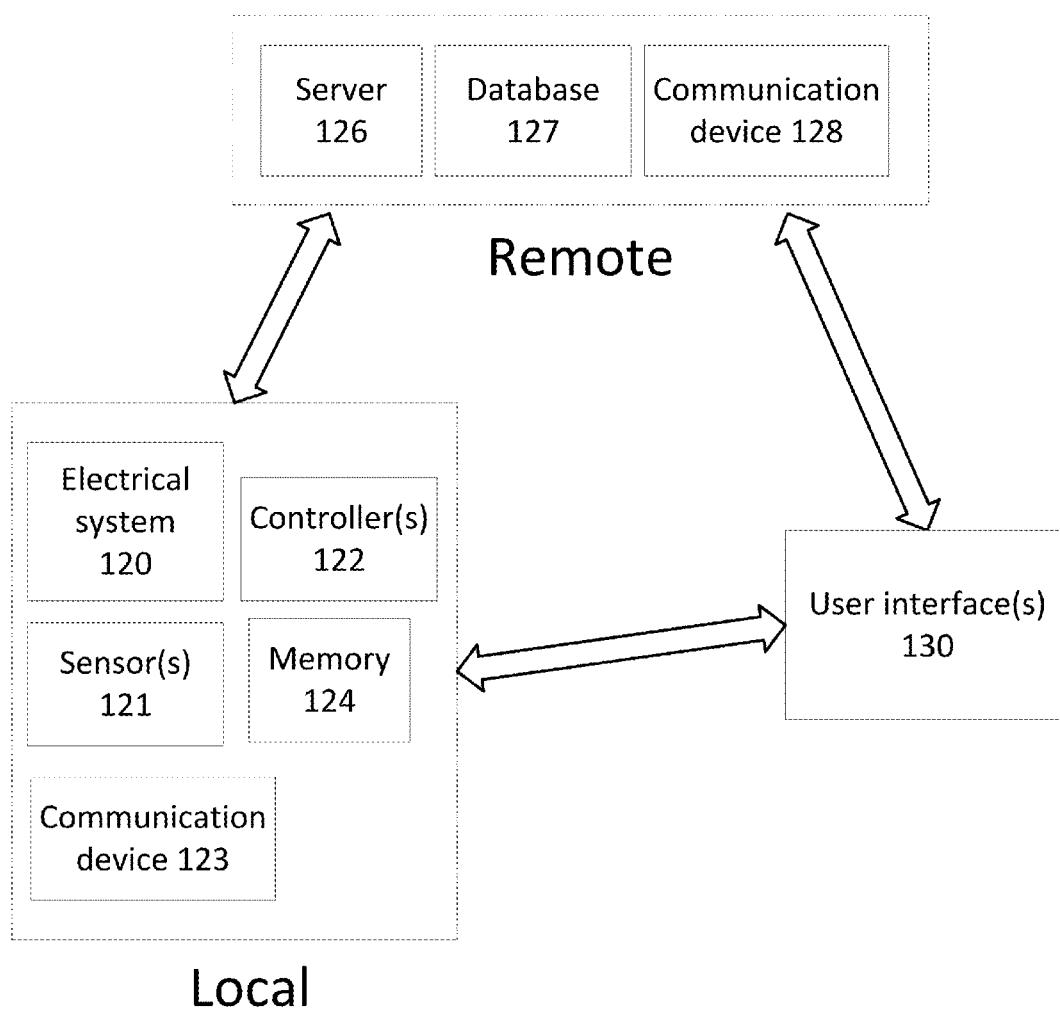 Server
126
Database
127
Communication
device 128
Remote
Electrical
system
120
Controller(s)
122
Sensor(s)
121
Memory
124
Communication
device 123
Local
User interface(s)
130